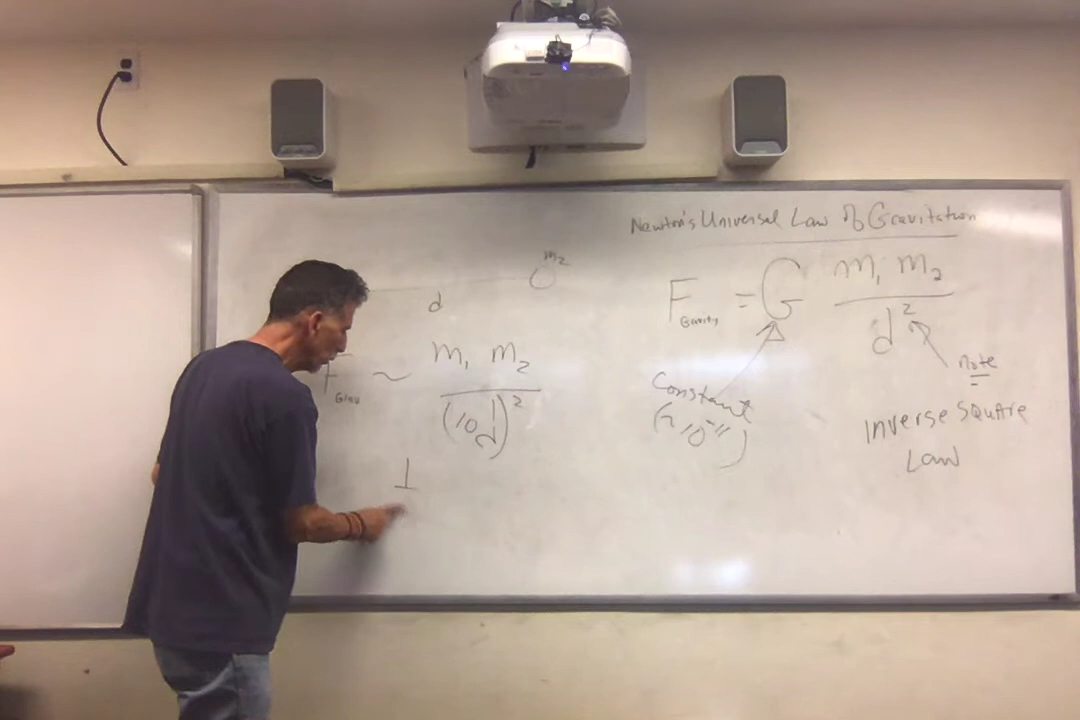 Newton's Universal Law of Gravitation
m2
d
F Grav ~ m1 m2 / (10d)²
1
F Gravity = G m1 m2 / d²
note
Constant
(~ 10⁻¹¹)
Inverse Square
Law